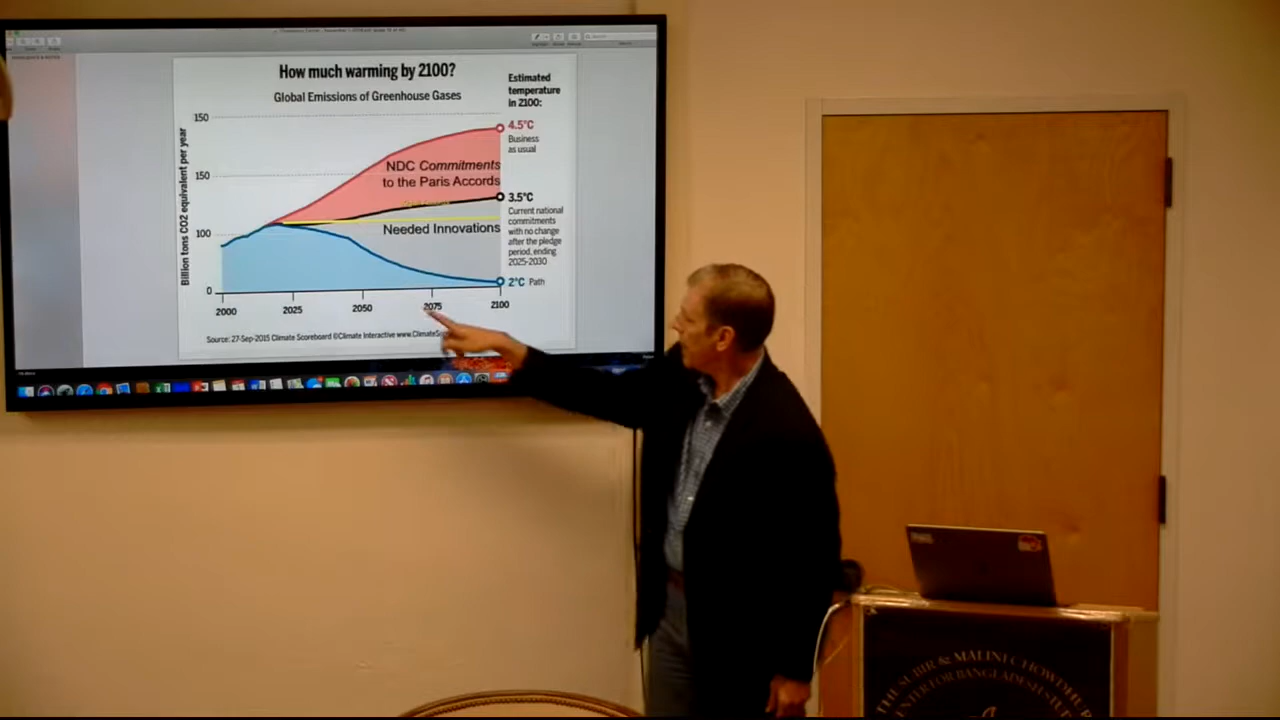 How much warming by 2100?
Global Emissions of Greenhouse Gases
Estimated
temperature
in 2100:
Billion tons CO2 equivalent per year
150
150
100
0
4.5°C
Business
as usual
NDC Commitments
to the Paris Accords
3.5°C
Current national
commitments
with no change
after the pledge
period, ending
2025-2030
Needed Innovations
2°C Path
2000
2025
2050
2075
2100
Source: 27-Sep-2015 Climate Scoreboard ©Climate Interactive
THE SUBIR & MALINI CHOWDHURY
CENTER FOR BANGLADESH